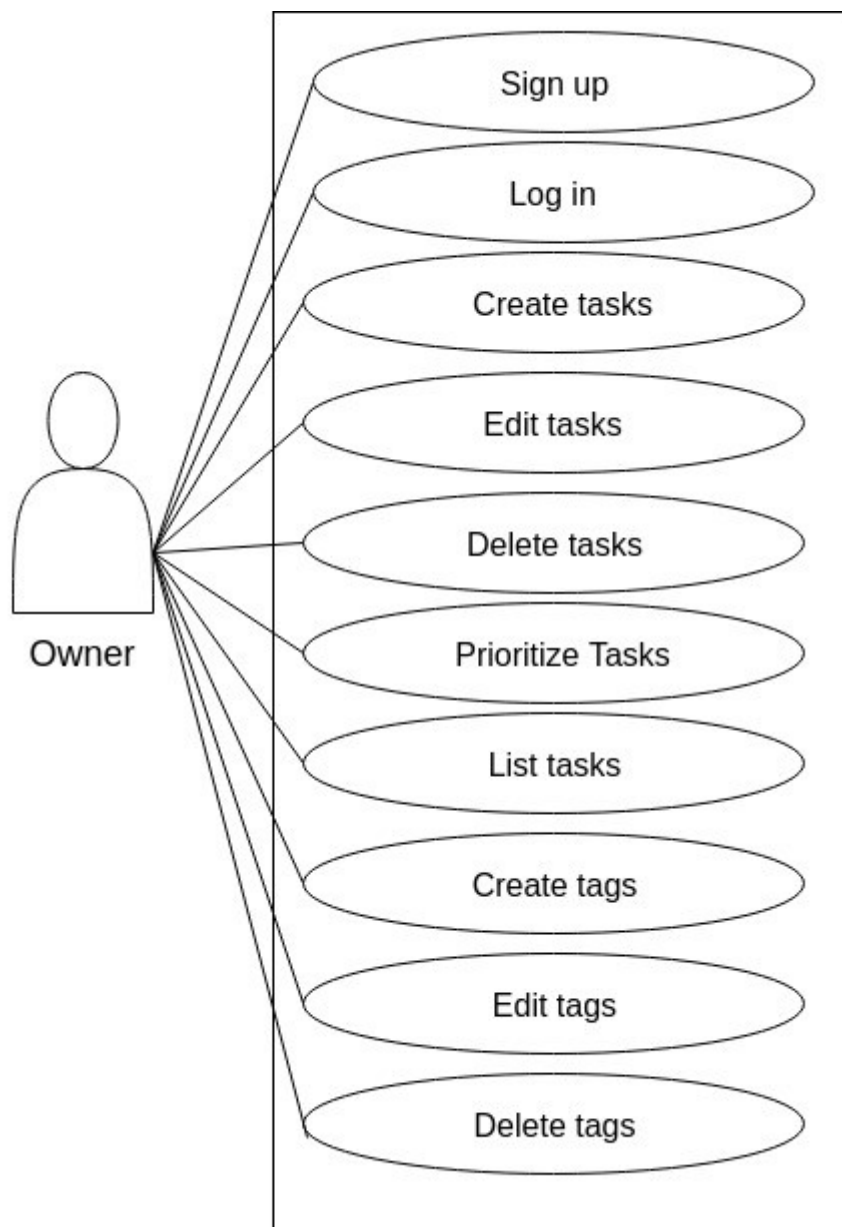 Sign up
Log in
Create tasks
Edit tasks
Delete tasks
Owner
Prioritize Tasks
List tasks
Create tags
Edit tags
Delete tags